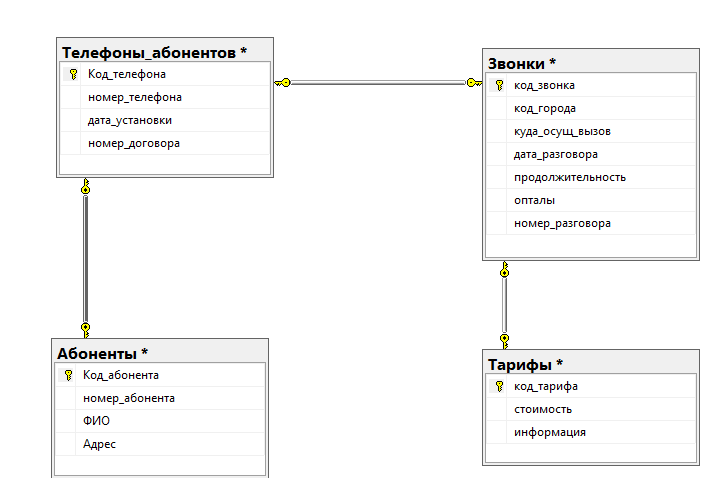 Телефоны_абонентов *
Код_телефона
номер_телефона
дата_установки
номер_договора
Звонки *
код_звонка
код_города
куда_осущ_вызов
дата_разговора
продолжительность
опталы
номер_разговора
Абоненты *
Код_абонента
номер_абонента
ФИО
Адрес
Тарифы *
код_тарифа
стоимость
информация